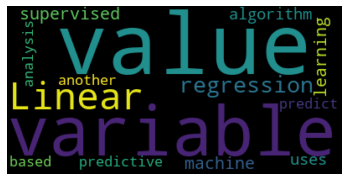 supervised
algorithm
value
analysis
learning
another
regression
Linear
predict
variable
based
predictive
machine
uses